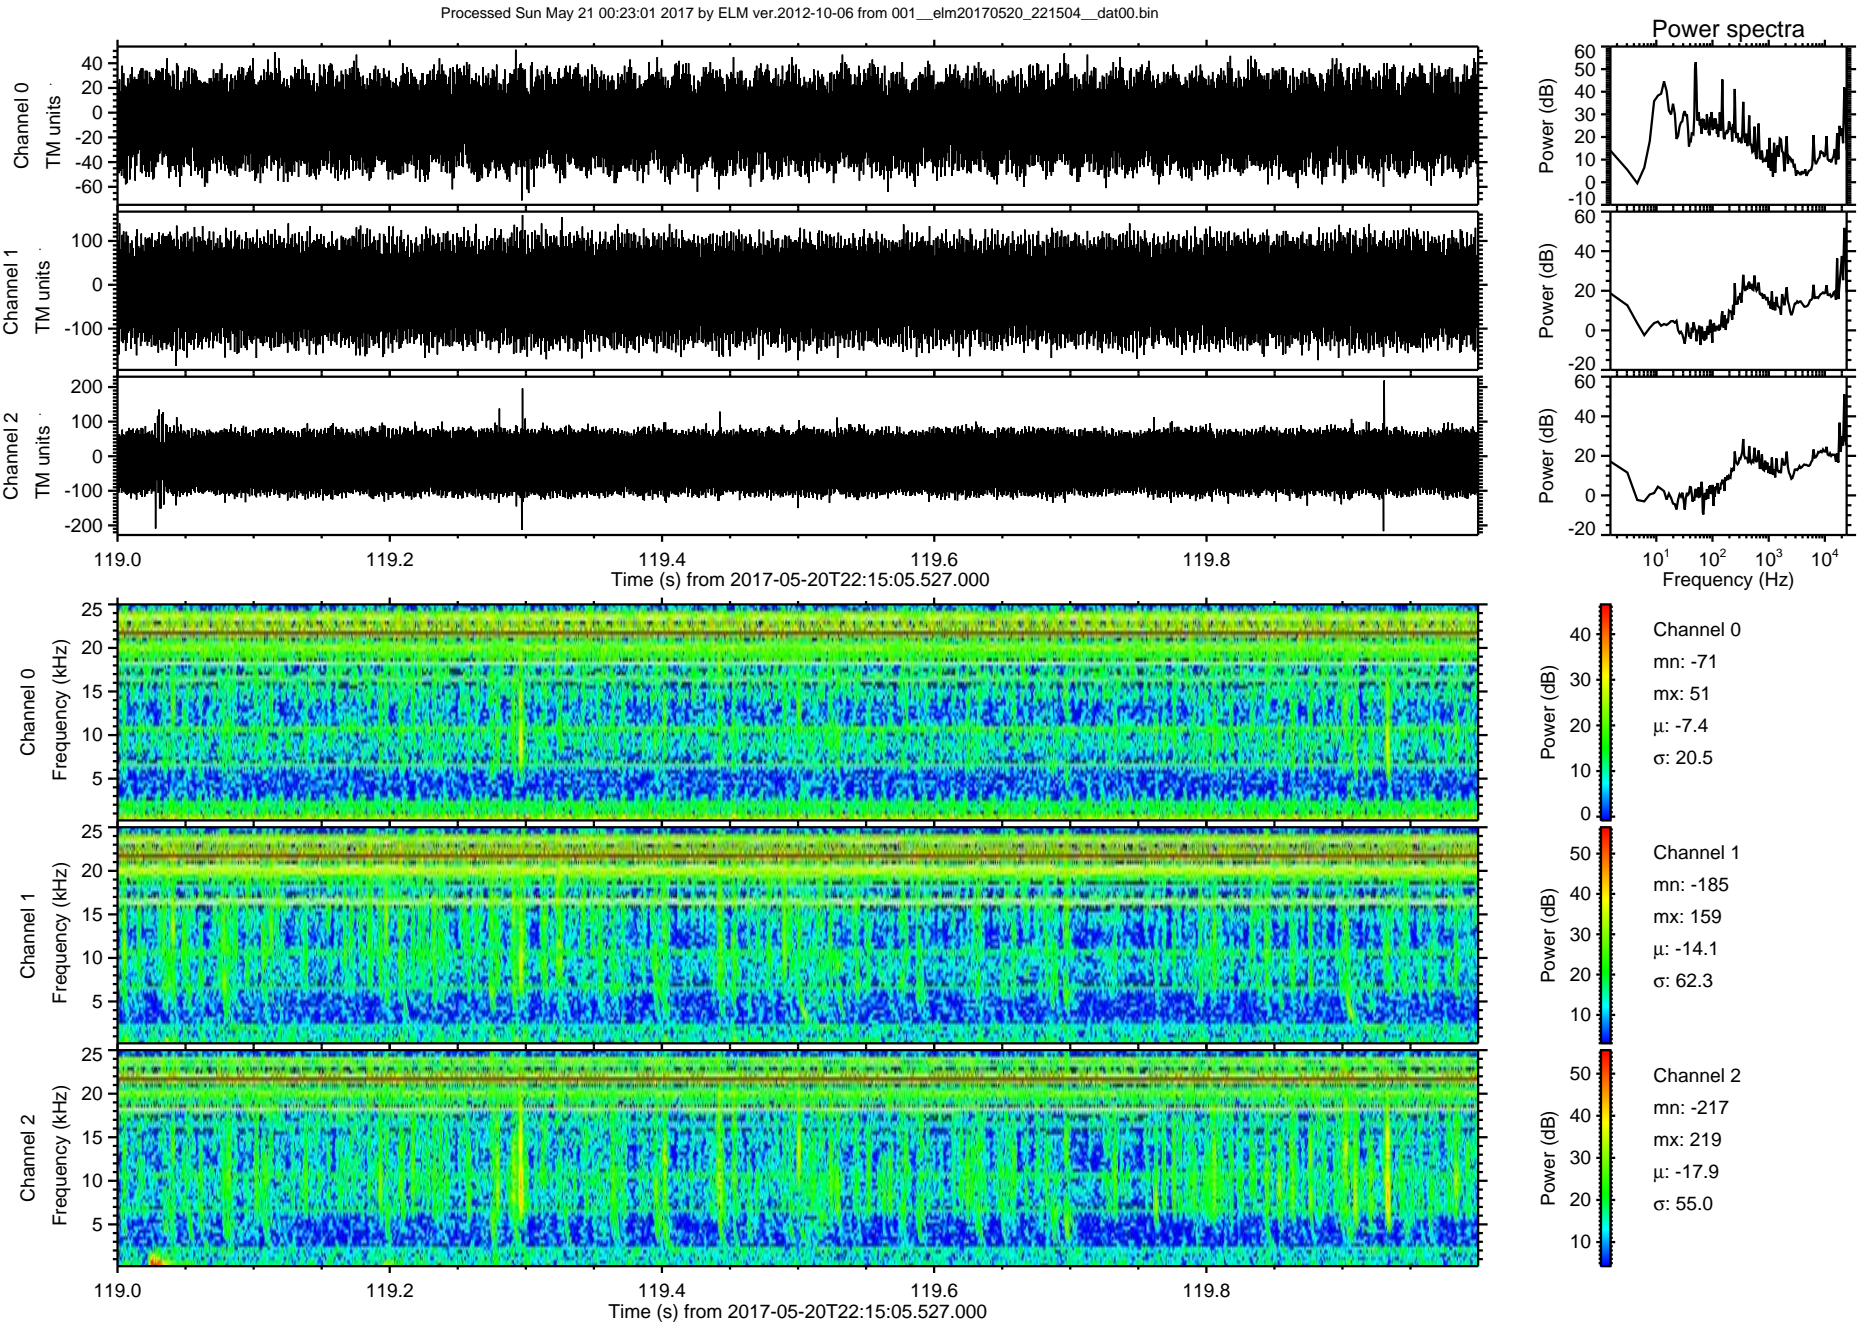 Processed Sun May 21 00:23:01 2017 by ELM ver.2012-10-06 from 001__elm20170520_221504__dat00.bin
Power spectra
Channel 0
TM units
40
20
0
-20
-40
-60
Power (dB)
60
50
40
30
20
10
0
-10
Channel 1
TM units
100
0
-100
Power (dB)
60
40
20
0
-20
Channel 2
TM units
200
100
0
-100
-200
Power (dB)
60
40
20
0
-20
119.0 119.2 119.4 119.6 119.8
Time (s) from 2017-05-20T22:15:05.527.000
10^1 10^2 10^3 10^4
Frequency (Hz)
Channel 0
Frequency (kHz)
25
20
15
10
5
Power (dB)
40
30
20
10
0
Channel 0
mn: -71
mx: 51
μ: -7.4
σ: 20.5
Channel 1
Frequency (kHz)
25
20
15
10
5
Power (dB)
50
40
30
20
10
Channel 1
mn: -185
mx: 159
μ: -14.1
σ: 62.3
Channel 2
Frequency (kHz)
25
20
15
10
5
Power (dB)
50
40
30
20
10
Channel 2
mn: -217
mx: 219
μ: -17.9
σ: 55.0
119.0 119.2 119.4 119.6 119.8
Time (s) from 2017-05-20T22:15:05.527.000